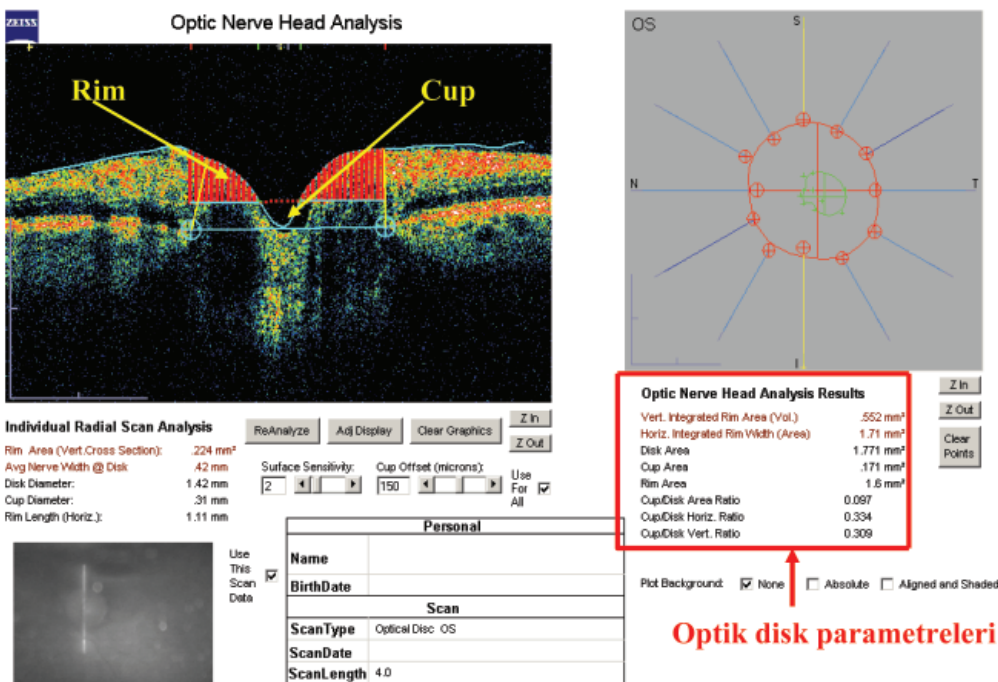 ZEISS
Optic Nerve Head Analysis
Rim
Cup
OS
S
N
T
I
Individual Radial Scan Analysis
Rim Area (Vert.Cross Section): .224 mm²
Avg Nerve Width @ Disk .42 mm
Disk Diameter: 1.42 mm
Cup Diameter: .31 mm
Rim Length (Horiz.): 1.11 mm
ReAnalyze
Adj Display
Clear Graphics
Z In
Z Out
Surface Sensitivity:
2
Cup Offset (microns):
150
Use
For
All
Optic Nerve Head Analysis Results
Vert. Integrated Rim Area (Vol.) .552 mm³
Horiz. Integrated Rim Width (Area) 1.71 mm²
Disk Area 1.771 mm²
Cup Area .171 mm²
Rim Area 1.6 mm²
Cup/Disk Area Ratio 0.097
Cup/Disk Horiz. Ratio 0.334
Cup/Disk Vert. Ratio 0.309
Z In
Z Out
Clear
Points
Use
This
Scan
Data
Personal
Name
BirthDate
Scan
ScanType Optical Disc OS
ScanDate
ScanLength 4.0
Plot Background: None Absolute Aligned and Shaded
Optik disk parametreleri